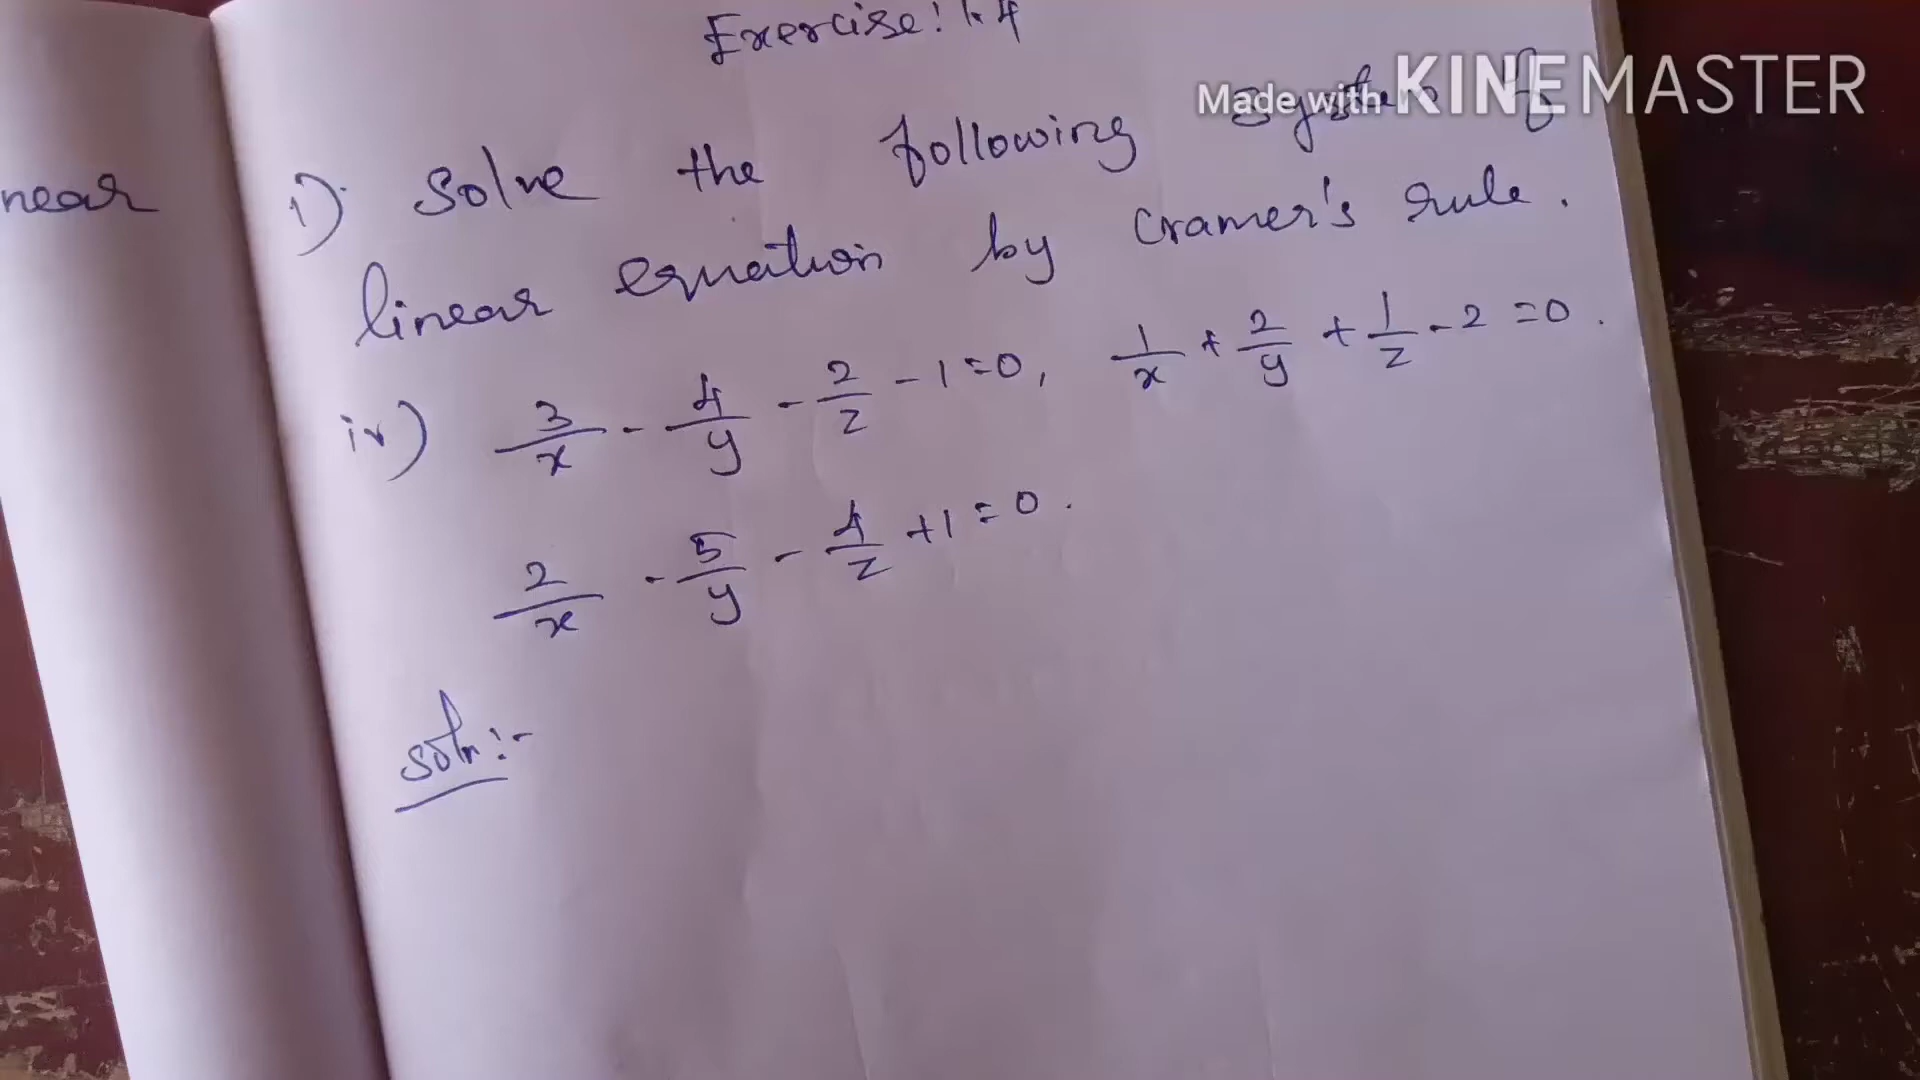 Exercise: 1.4
Made with KINEMASTER
near
1) Solve the following system of
linear equation by Cramer's rule.
iv) 3/x - 4/y - 2/z - 1 = 0, 1/x + 2/y + 1/z - 2 = 0.
2/x - 5/y - 4/z + 1 = 0.
soln:-